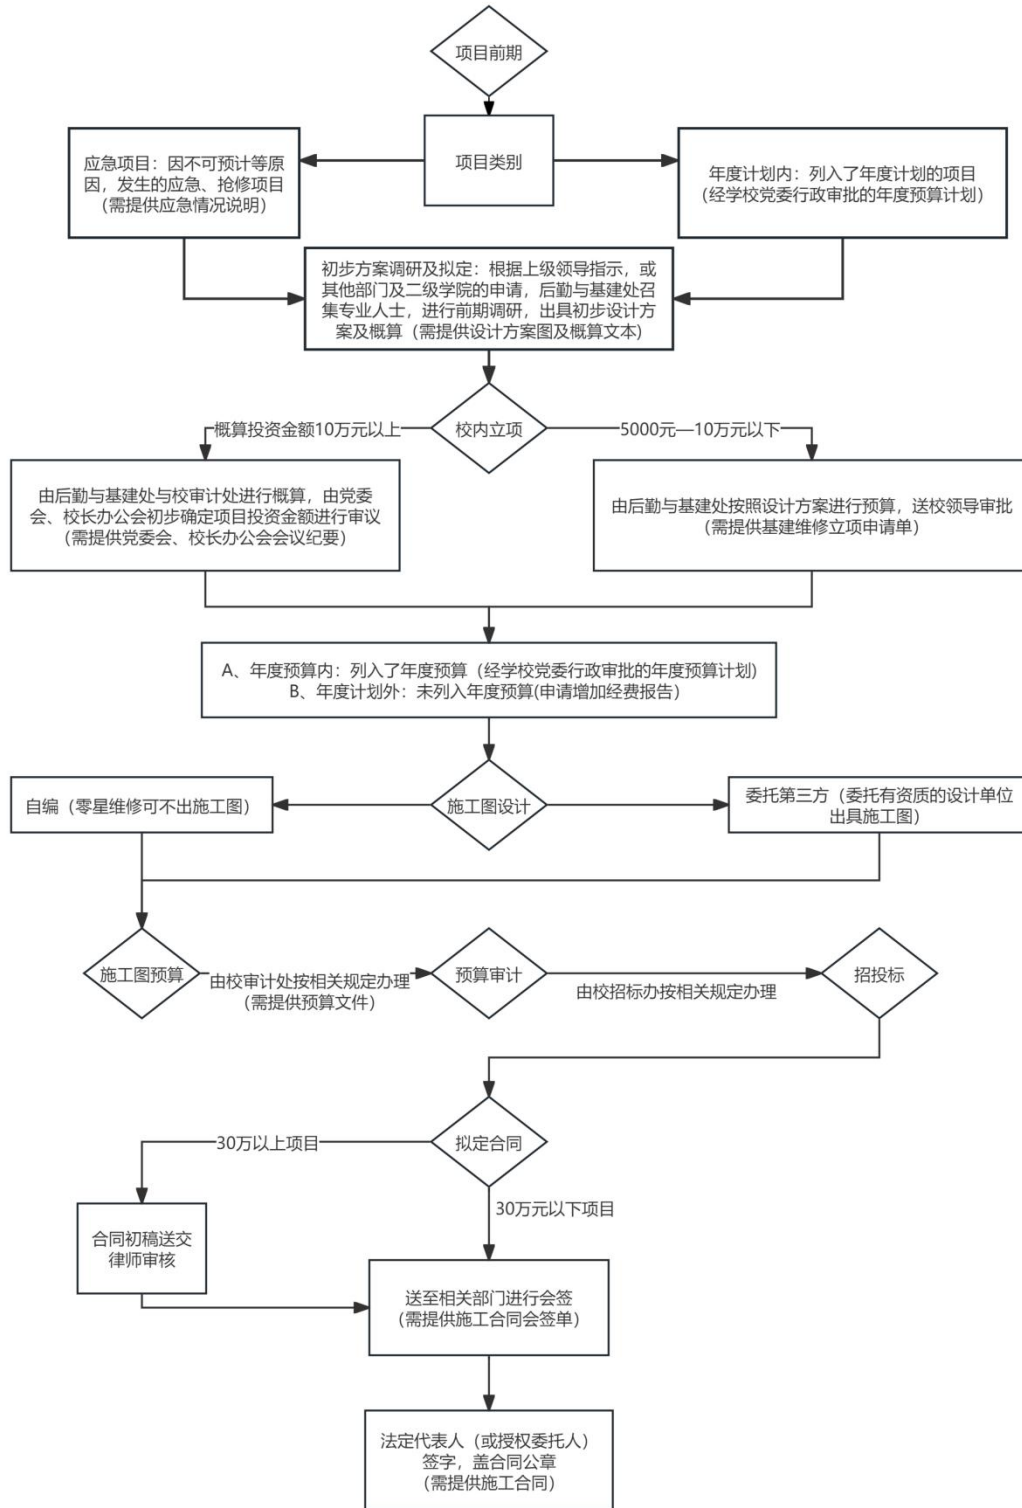 项目前期
项目类别
应急项目：因不可预计等原
因，发生的应急、抢修项目
（需提供应急情况说明）
年度计划内：列入了年度计划的项目
（经学校党委行政审批的年度预算计划）
初步方案调研及拟定：根据上级领导指示，或
其他部门及二级学院的申请，后勤与基建处召
集专业人士，进行前期调研，出具初步设计方
案及概算（需提供设计方案图及概算文本）
概算投资金额10万元以上
校内立项
5000元—10万元以下
由后勤与基建处与校审计处进行概算，由党委
会、校长办公会初步确定项目投资金额进行审议
（需提供党委会、校长办公会会议纪要）
由后勤与基建处按照设计方案进行预算，送校领导审批
（需提供基建维修立项申请单）
A、年度预算内：列入了年度预算（经学校党委行政审批的年度预算计划）
B、年度计划外：未列入年度预算(申请增加经费报告）
自编（零星维修可不出施工图）
施工图设计
委托第三方（委托有资质的设计单位
出具施工图）
施工图预算
由校审计处按相关规定办理
（需提供预算文件）
预算审计
由校招标办按相关规定办理
招投标
拟定合同
30万以上项目
30万元以下项目
合同初稿送交
律师审核
送至相关部门进行会签
（需提供施工合同会签单）
法定代表人（或授权委托人）
签字，盖合同公章
（需提供施工合同）